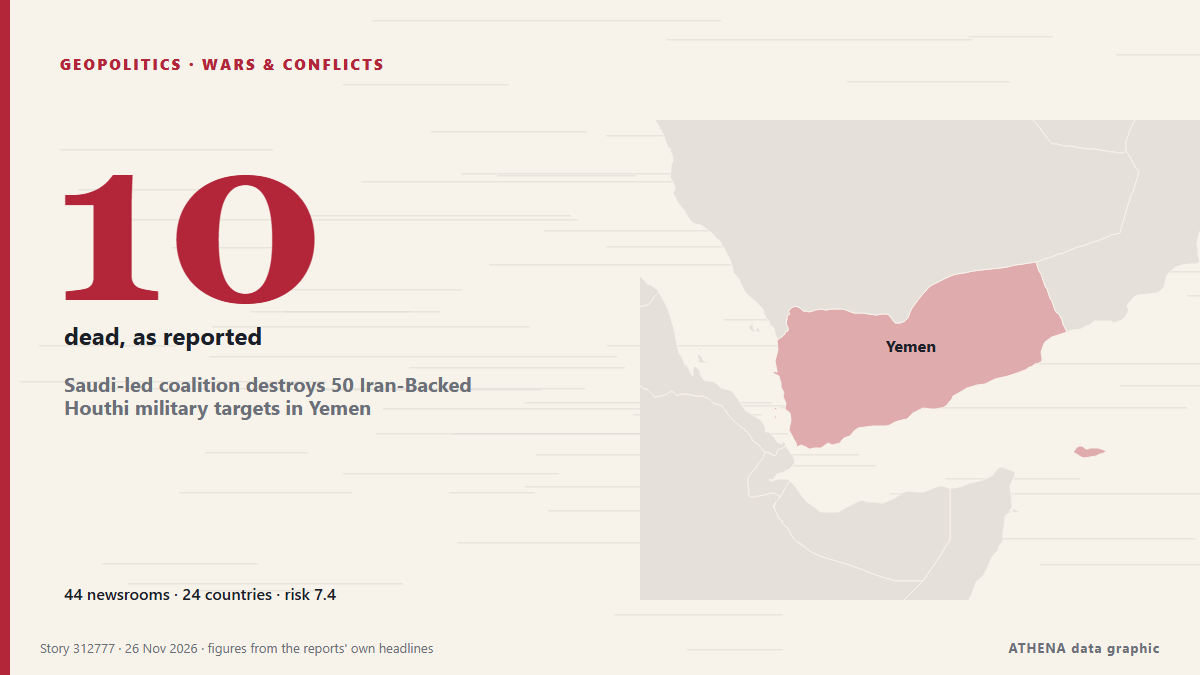 GEOPOLITICS · WARS & CONFLICTS
10
dead, as reported
Saudi-led coalition destroys 50 Iran-Backed
Houthi military targets in Yemen
Yemen
44 newsrooms · 24 countries · risk 7.4
Story 312777 · 26 Nov 2026 · figures from the reports' own headlines
ATHENA data graphic